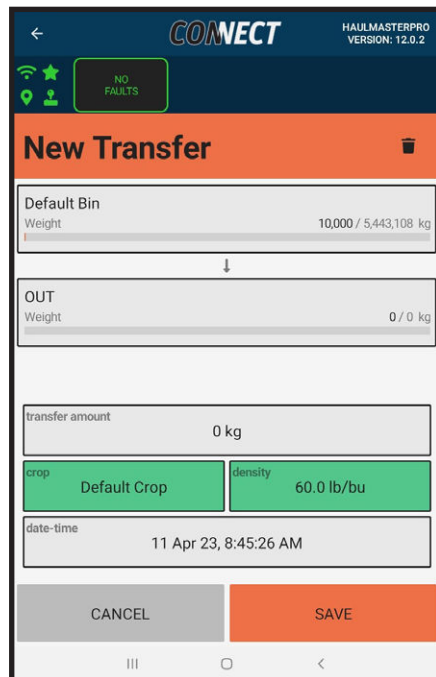 CONNECT
HAULMASTERPRO
VERSION: 12.0.2
NO
FAULTS
New Transfer
Default Bin
Weight 10,000 / 5,443,108 kg
OUT
Weight 0 / 0 kg
transfer amount
0 kg
crop
Default Crop
density
60.0 lb/bu
date-time
11 Apr 23, 8:45:26 AM
CANCEL
SAVE